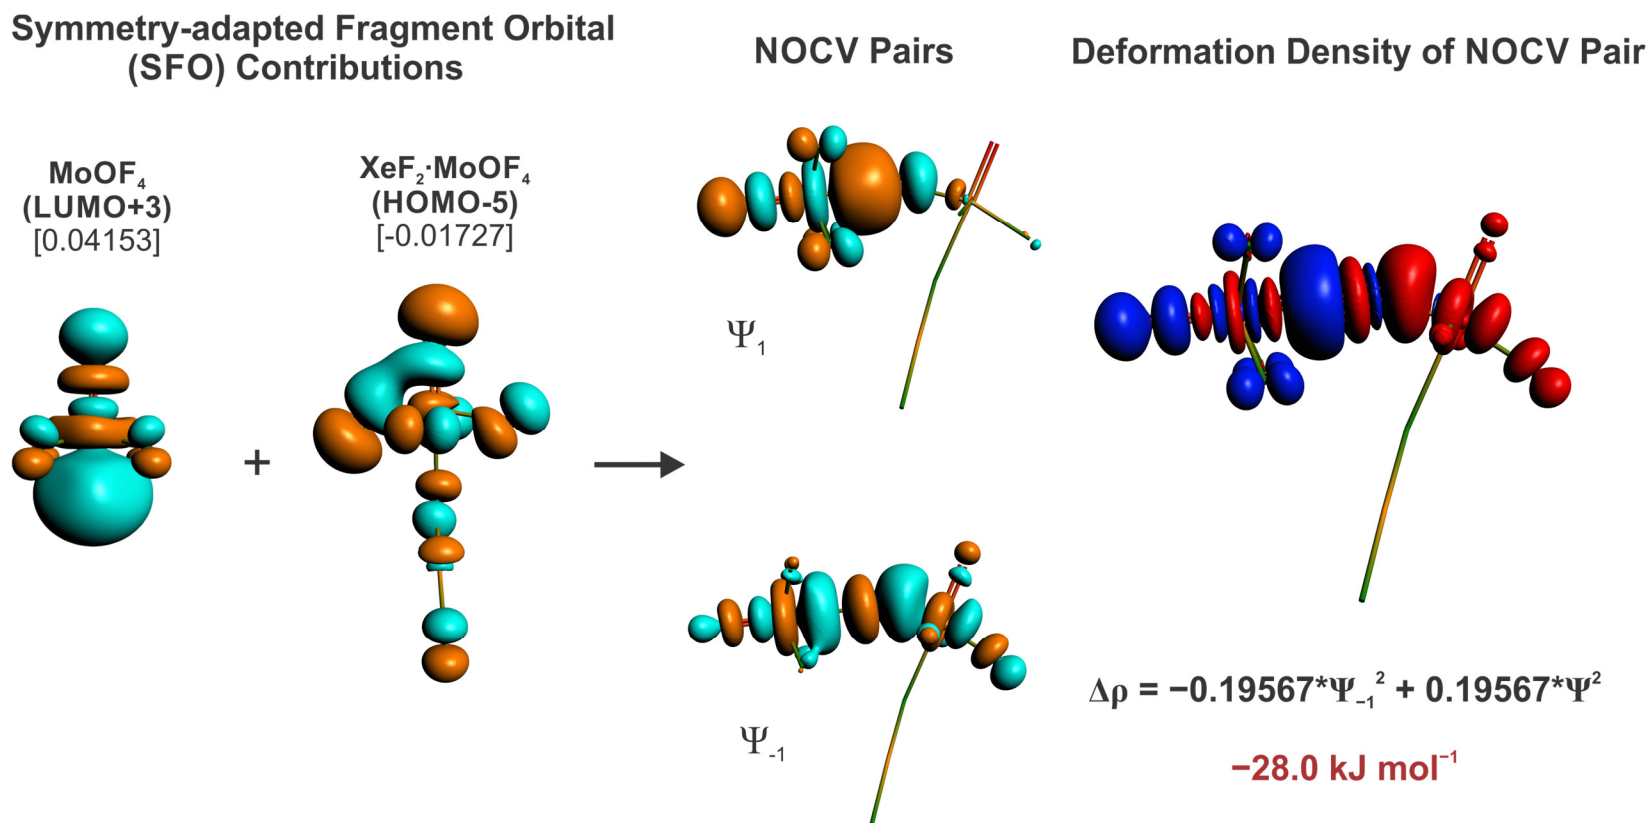 Symmetry-adapted Fragment Orbital
(SFO) Contributions
NOCV Pairs
Deformation Density of NOCV Pair
MoOF₄
(LUMO+3)
[0.04153]
XeF₂·MoOF₄
(HOMO-5)
[-0.01727]
+
Ψ₁
Ψ₋₁
Δρ = −0.19567*Ψ₋₁² + 0.19567*Ψ²
−28.0 kJ mol⁻¹